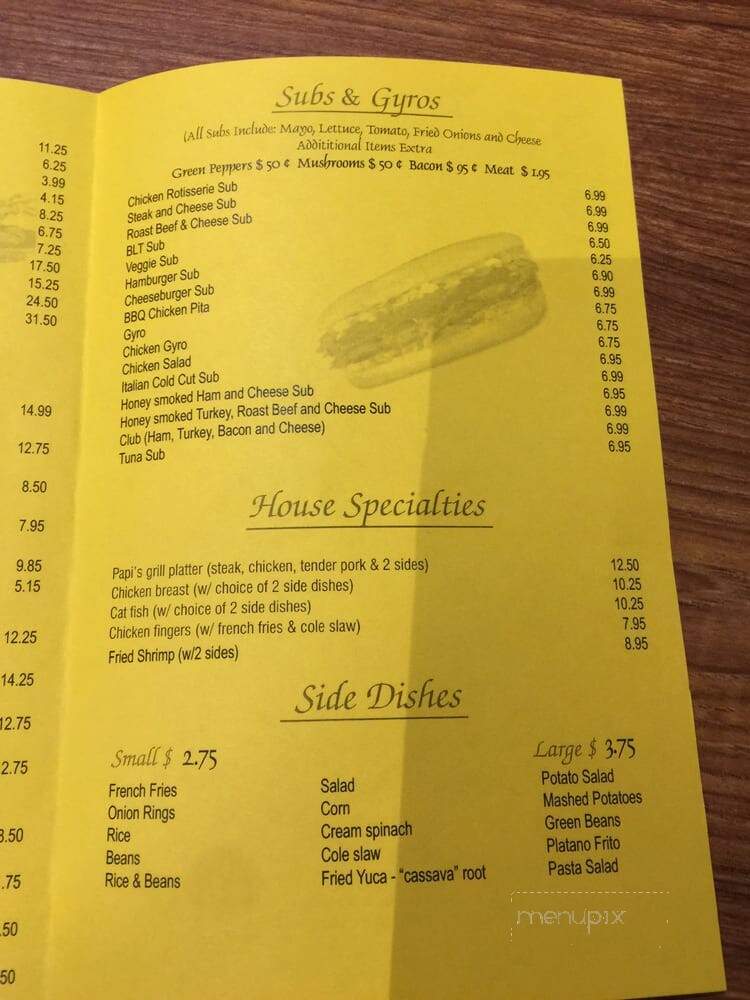 11.25
6.25
3.99
4.15
8.25
6.75
7.25
17.50
15.25
24.50
31.50
14.99
12.75
8.50
7.95
9.85
5.15
12.25
14.25
12.75
2.75
3.50
.75
.50
50
Subs & Gyros
(All Subs Include: Mayo, Lettuce, Tomato, Fried Onions and Cheese
Addititional Items Extra
Green Peppers $ 50 ¢ Mushrooms $ 50 ¢ Bacon $ 95 ¢ Meat $ 1.95
Chicken Rotisserie Sub 6.99
Steak and Cheese Sub 6.99
Roast Beef & Cheese Sub 6.99
BLT Sub 6.50
Veggie Sub 6.25
Hamburger Sub 6.90
Cheeseburger Sub 6.99
BBQ Chicken Pita 6.75
Gyro 6.75
Chicken Gyro 6.75
Chicken Salad 6.95
Italian Cold Cut Sub 6.99
Honey smoked Ham and Cheese Sub 6.95
Honey smoked Turkey, Roast Beef and Cheese Sub 6.99
Club (Ham, Turkey, Bacon and Cheese) 6.99
Tuna Sub 6.95
House Specialties
Papi's grill platter (steak, chicken, tender pork & 2 sides) 12.50
Chicken breast (w/ choice of 2 side dishes) 10.25
Cat fish (w/ choice of 2 side dishes) 10.25
Chicken fingers (w/ french fries & cole slaw) 7.95
Fried Shrimp (w/2 sides) 8.95
Side Dishes
Small $ 2.75 Large $ 3.75
French Fries Salad Potato Salad
Onion Rings Corn Mashed Potatoes
Rice Cream spinach Green Beans
Beans Cole slaw Platano Frito
Rice & Beans Fried Yuca - "cassava" root Pasta Salad
menupix